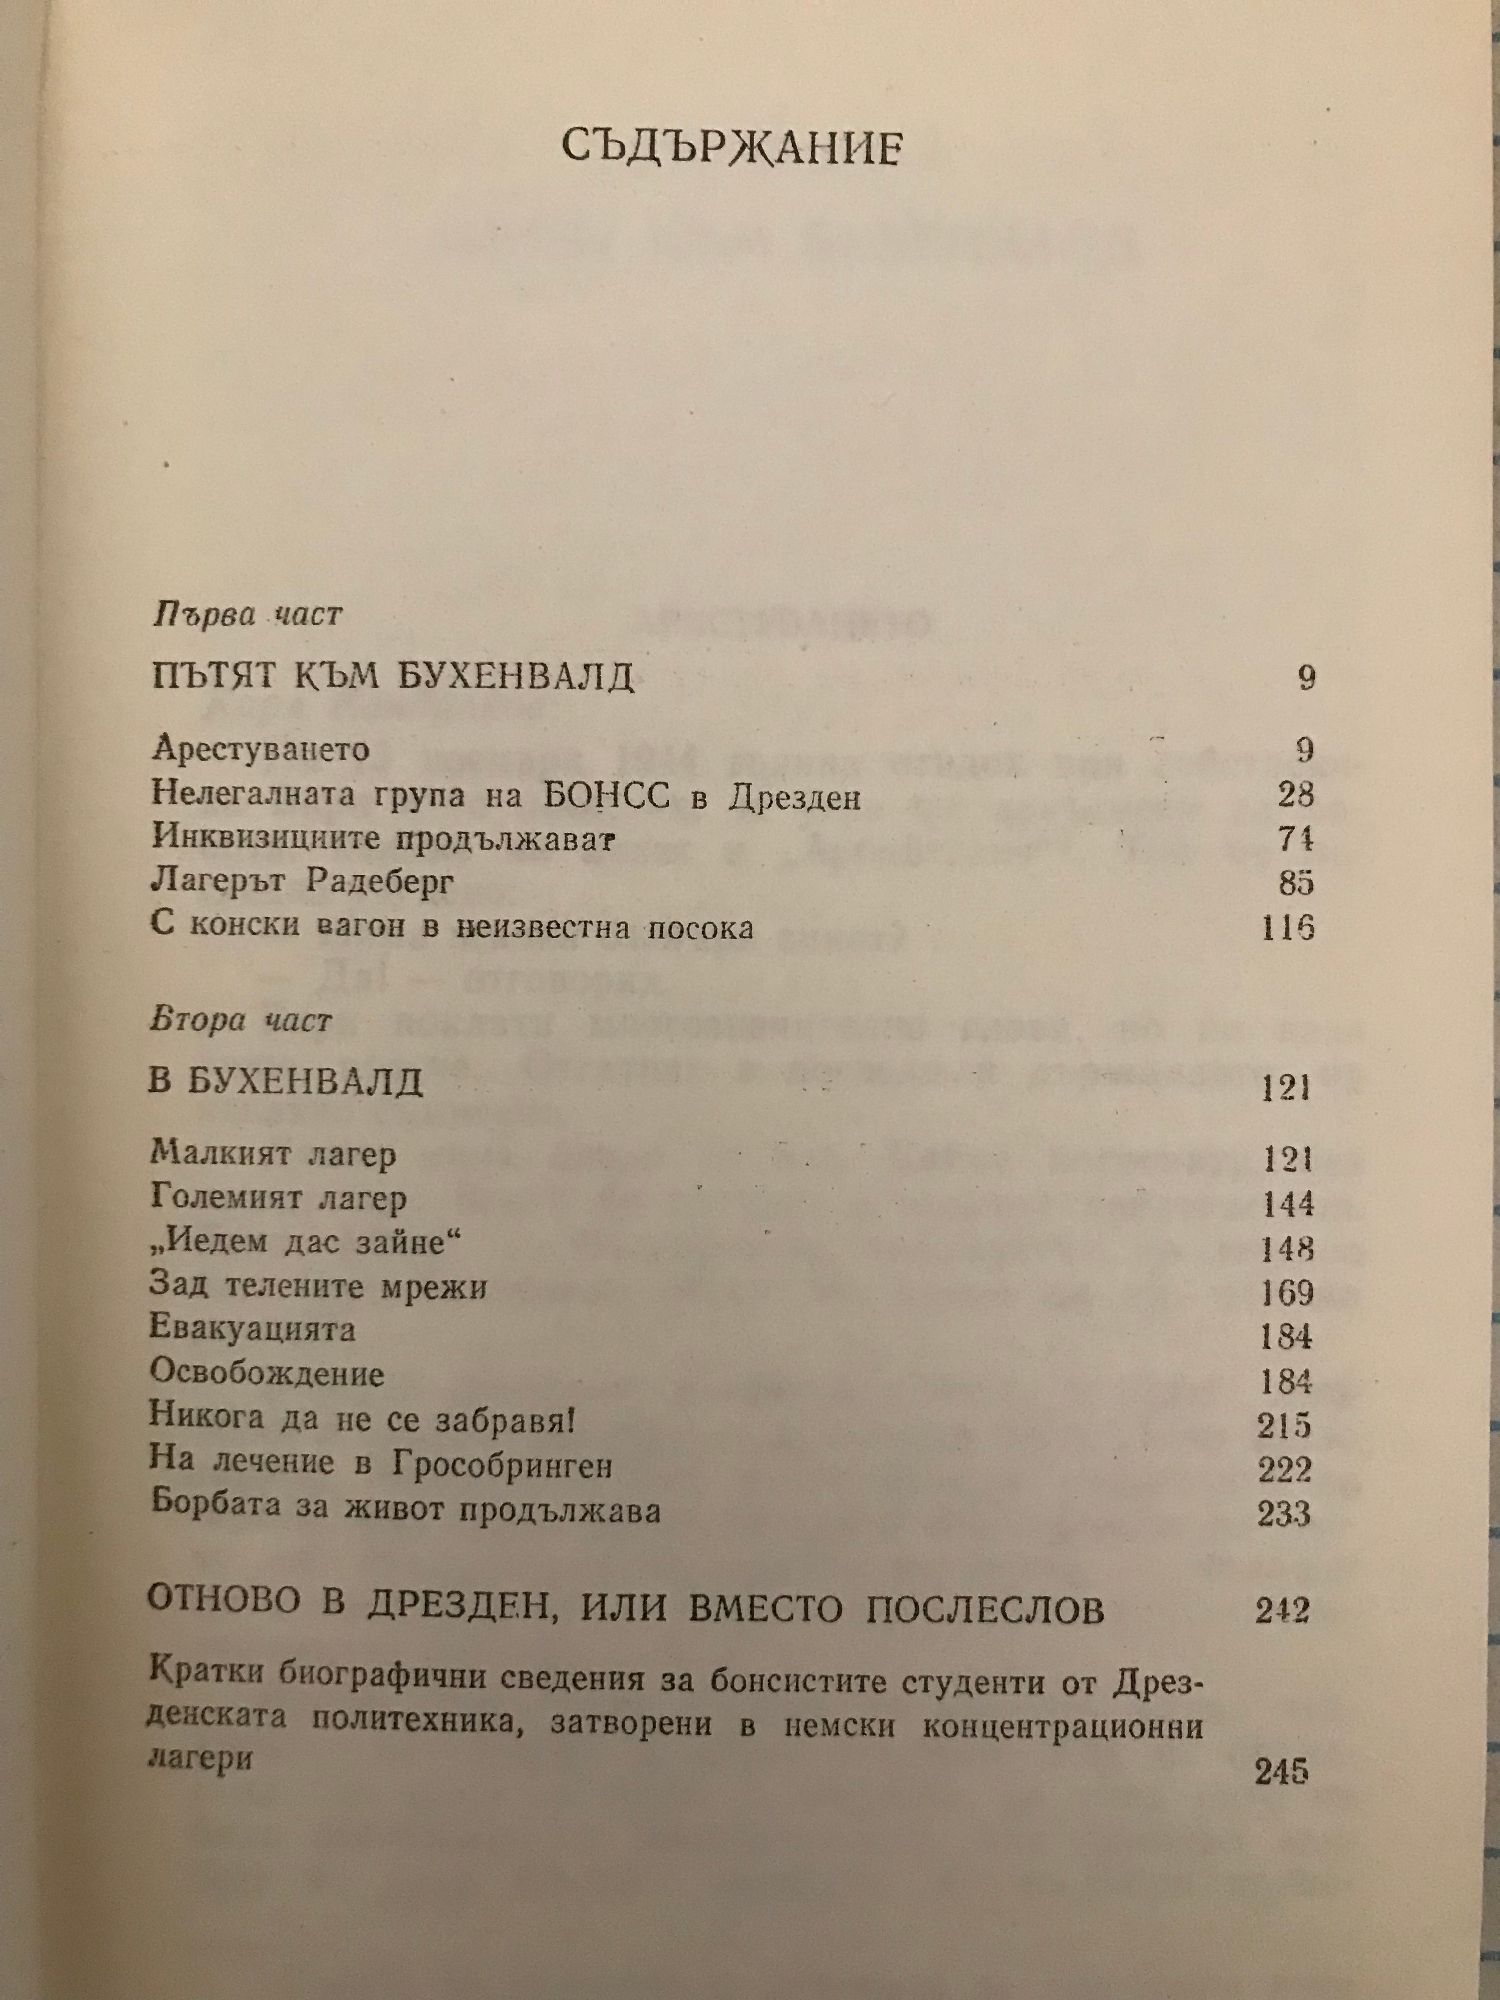 СЪДЪРЖАНИЕ
Първа част
ПЪТЯТ КЪМ БУХЕНВАЛД 9
Арестуването 9
Нелегалната група на БОНСС в Дрезден 28
Инквизициите продължават 74
Лагерът Радеберг 85
С конски вагон в неизвестна посока 116
Втора част
В БУХЕНВАЛД 121
Малкият лагер 121
Големият лагер 144
„Иедем дас зайне“ 148
Зад телените мрежи 169
Евакуацията 184
Освобождение 184
Никога да не се забравя! 215
На лечение в Грособринген 222
Борбата за живот продължава 233
ОТНОВО В ДРЕЗДЕН, ИЛИ ВМЕСТО ПОСЛЕСЛОВ 242
Кратки биографични сведения за бонсистите студенти от Дрез-
денската политехника, затворени в немски концентрационни
лагери 245